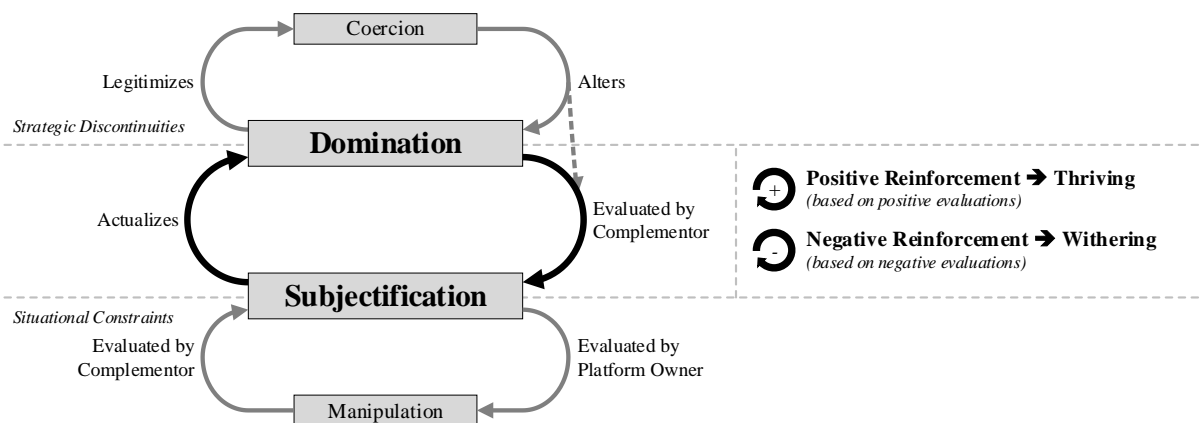 Coercion
Legitimizes
Alters
Strategic Discontinuities
Domination
Actualizes
Evaluated by
Complementor
+ Positive Reinforcement ➔ Thriving
(based on positive evaluations)
- Negative Reinforcement ➔ Withering
(based on negative evaluations)
Subjectification
Situational Constraints
Evaluated by
Complementor
Evaluated by
Platform Owner
Manipulation